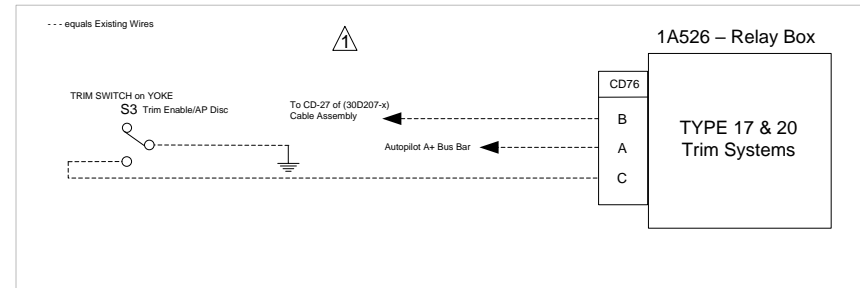 - - - equals Existing Wires
1
1A526 – Relay Box
TRIM SWITCH on YOKE
S3 Trim Enable/AP Disc
To CD-27 of (30D207-x)
Cable Assembly
Autopilot A+ Bus Bar
CD76
B
A
C
TYPE 17 & 20
Trim Systems